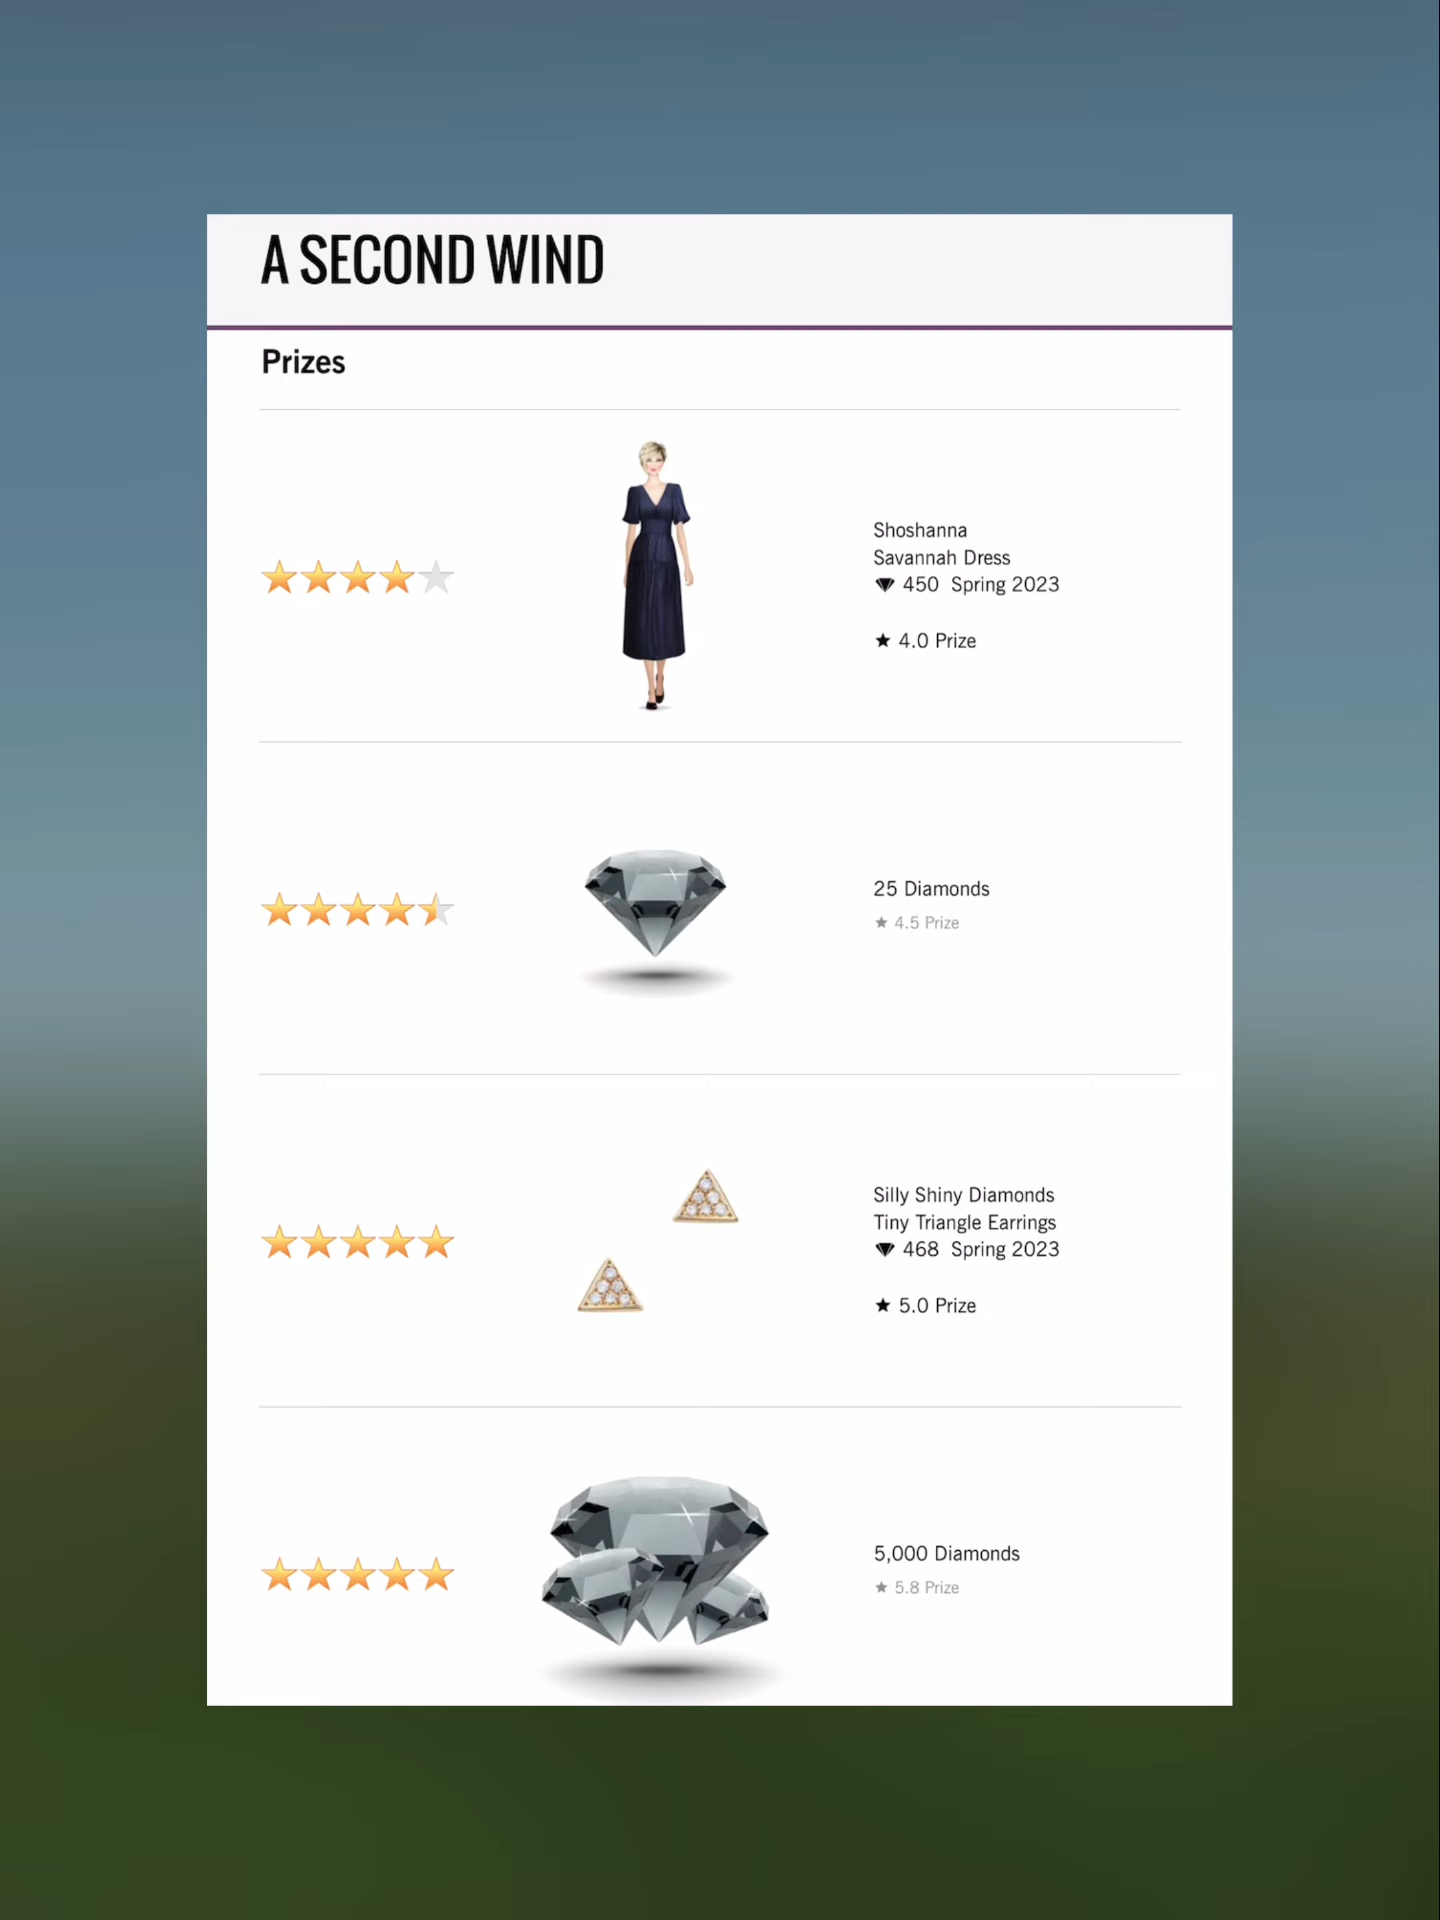 A SECOND WIND
Prizes
Shoshanna
Savannah Dress
450 Spring 2023
★ 4.0 Prize
25 Diamonds
★ 4.5 Prize
Silly Shiny Diamonds
Tiny Triangle Earrings
468 Spring 2023
★ 5.0 Prize
5,000 Diamonds
★ 5.8 Prize